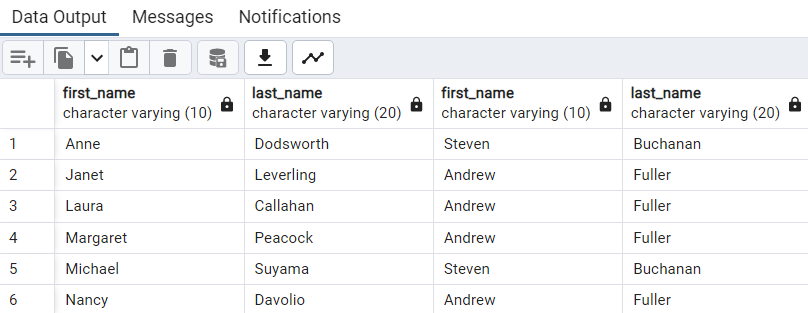 Data Output Messages Notifications
first_name last_name first_name last_name
character varying (10) character varying (20) character varying (10) character varying (20)
1 Anne Dodsworth Steven Buchanan
2 Janet Leverling Andrew Fuller
3 Laura Callahan Andrew Fuller
4 Margaret Peacock Andrew Fuller
5 Michael Suyama Steven Buchanan
6 Nancy Davolio Andrew Fuller